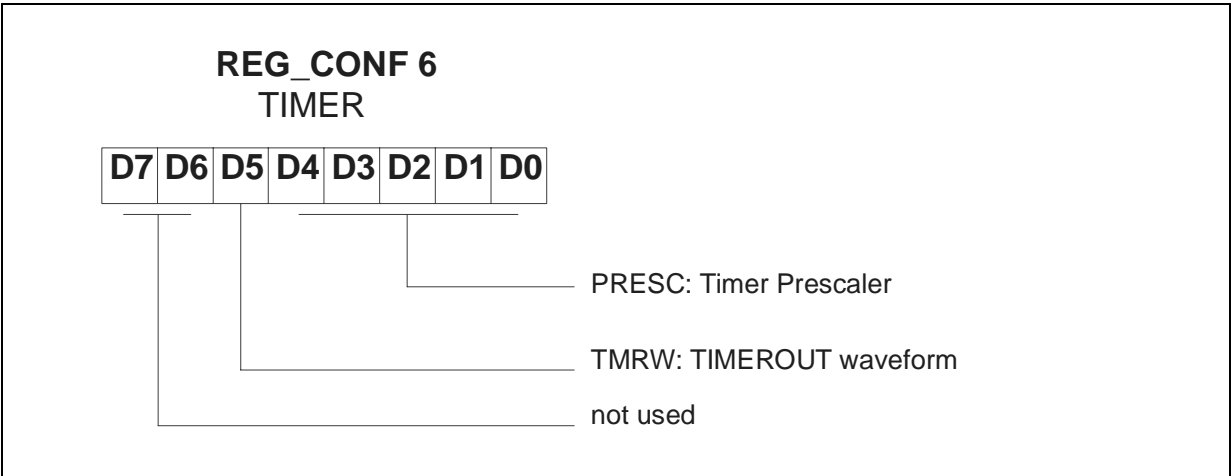 REG_CONF 6
TIMER
D7 D6 D5 D4 D3 D2 D1 D0
PRESC: Timer Prescaler
TMRW: TIMEROUT waveform
not used